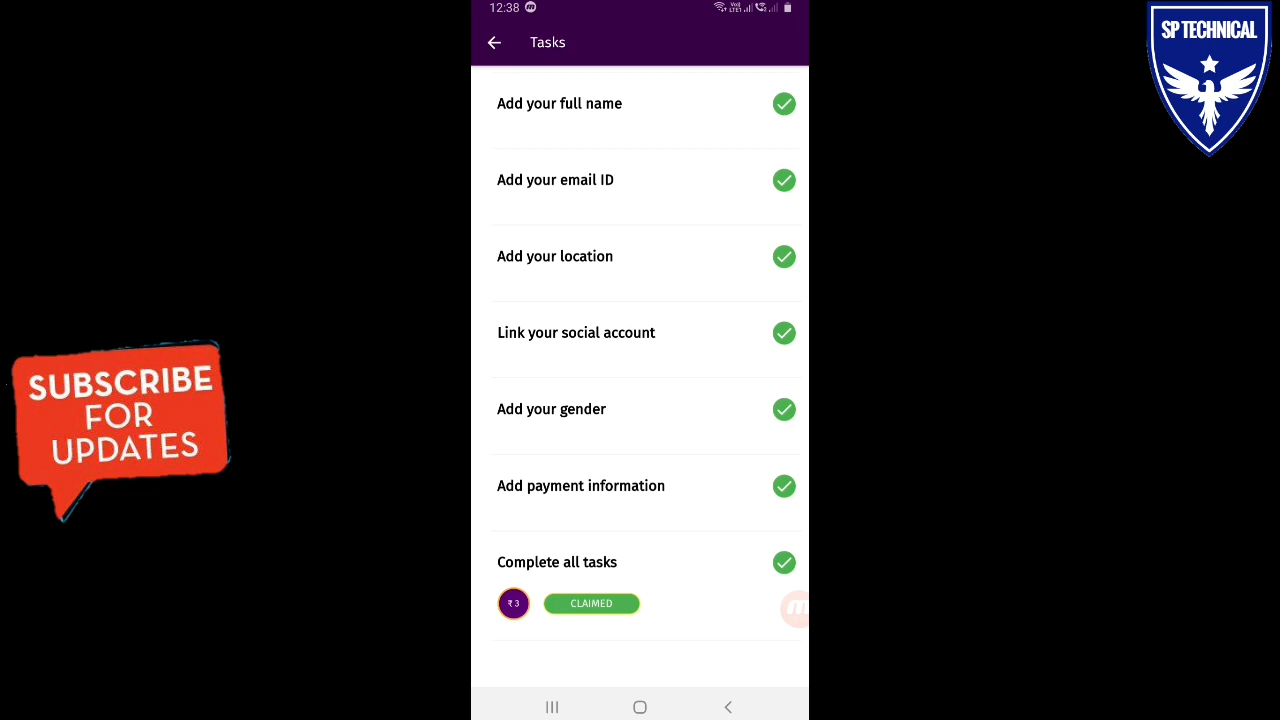 12:38
Tasks
SP TECHNICAL
Add your full name
Add your email ID
Add your location
Link your social account
Add your gender
Add payment information
Complete all tasks
₹ 3
CLAIMED
SUBSCRIBE
FOR
UPDATES